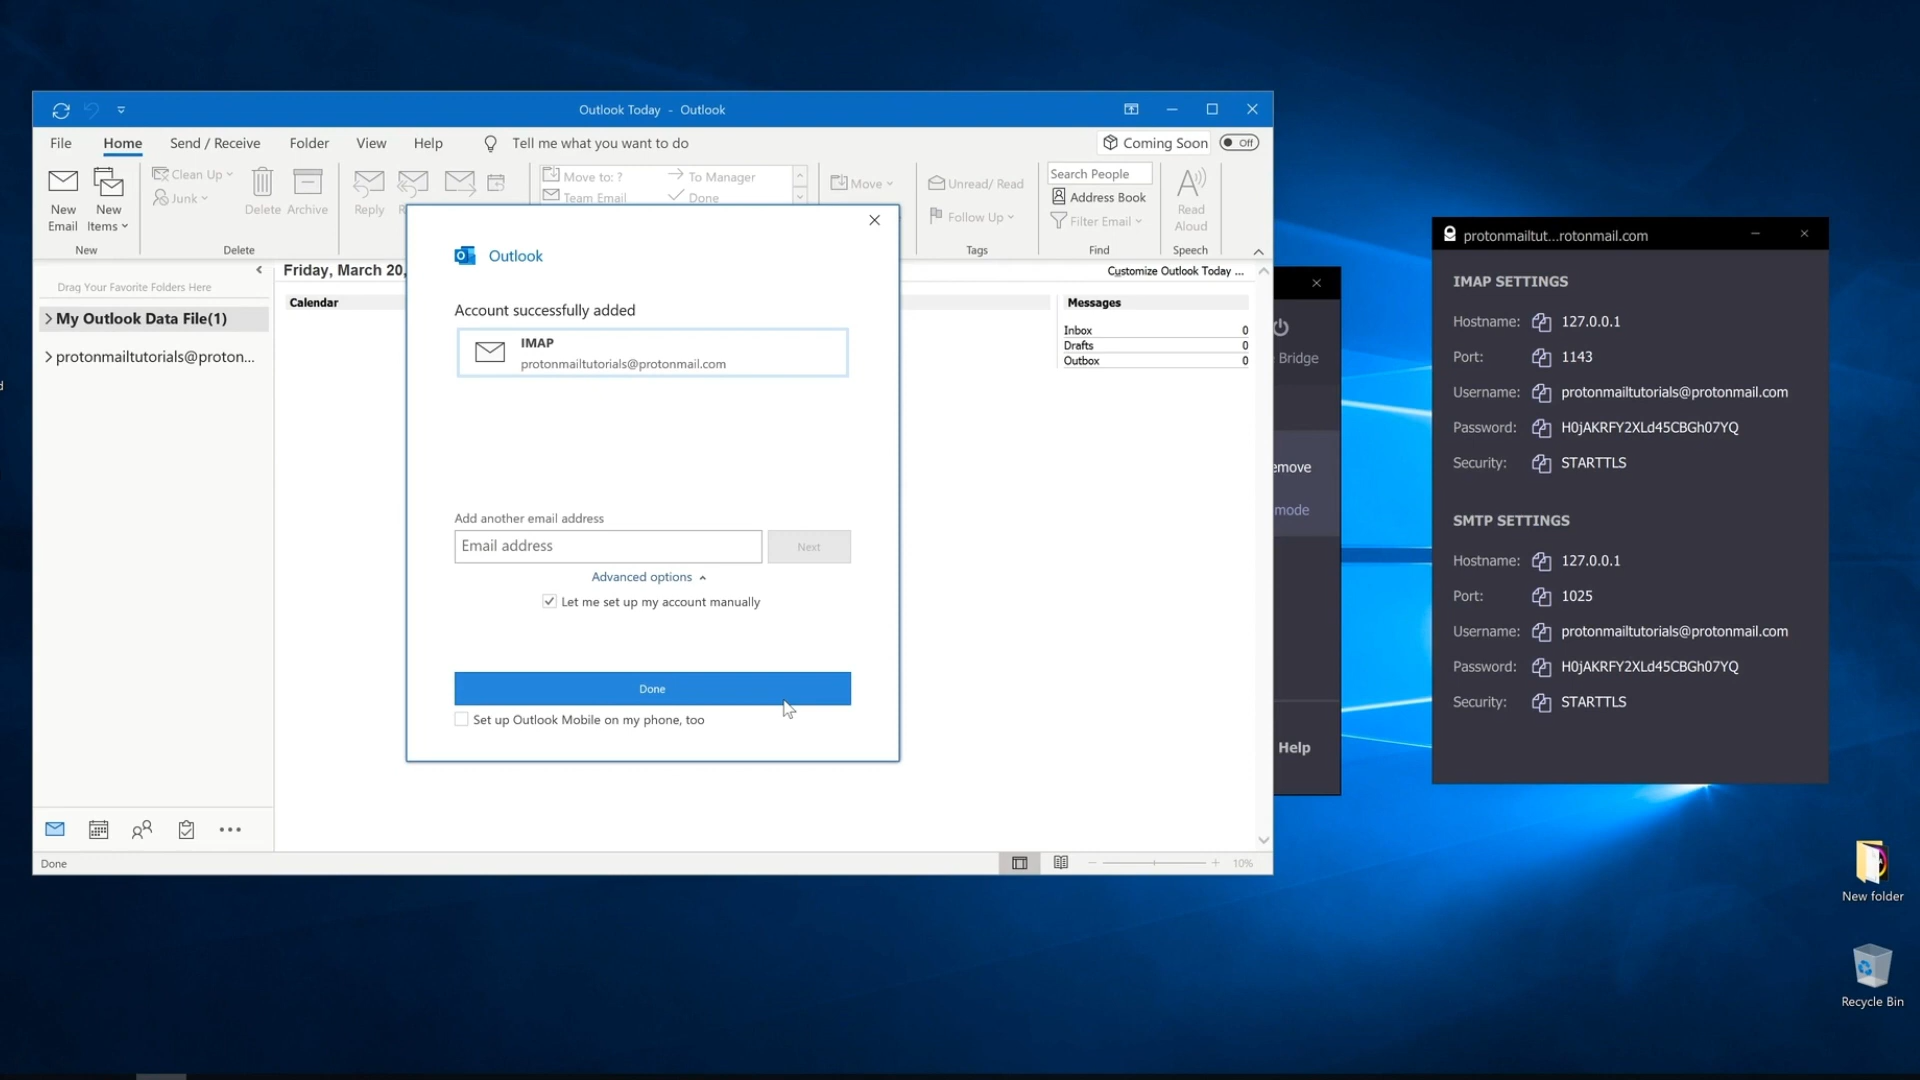 Outlook Today - Outlook
File Home Send / Receive Folder View Help Tell me what you want to do Coming Soon Off
New Email
New Items
New
Clean Up
Junk
Delete
Archive
Delete
Reply
Move to: ?
Team Email
To Manager
Done
Move
Unread/ Read
Follow Up
Tags
Search People
Address Book
Filter Email
Find
Read Aloud
Speech
Drag Your Favorite Folders Here
My Outlook Data File(1)
protonmailtutorials@proton...
Friday, March 20,
Customize Outlook Today ...
Calendar
Messages
Inbox 0
Drafts 0
Outbox 0
Outlook
Account successfully added
IMAP
protonmailtutorials@protonmail.com
Add another email address
Email address
Next
Advanced options
Let me set up my account manually
Done
Set up Outlook Mobile on my phone, too
Done
10%
Bridge
emove
mode
Help
protonmailtut...rotonmail.com
IMAP SETTINGS
Hostname: 127.0.0.1
Port: 1143
Username: protonmailtutorials@protonmail.com
Password: H0jAKRFY2XLd45CBGh07YQ
Security: STARTTLS
SMTP SETTINGS
Hostname: 127.0.0.1
Port: 1025
Username: protonmailtutorials@protonmail.com
Password: H0jAKRFY2XLd45CBGh07YQ
Security: STARTTLS
New folder
Recycle Bin